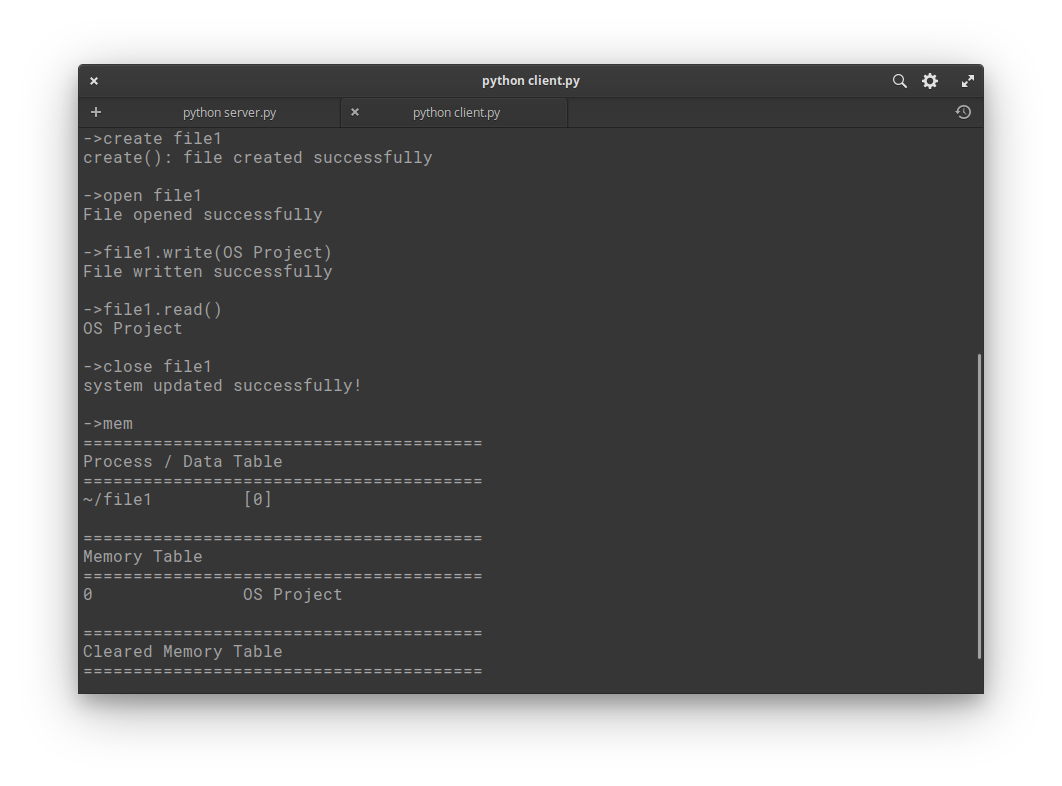 python client.py
python server.py
python client.py
->create file1
create(): file created successfully
->open file1
File opened successfully
->file1.write(OS Project)
File written successfully
->file1.read()
OS Project
->close file1
system updated successfully!
->mem
========================================
Process / Data Table
========================================
~/file1         [0]
========================================
Memory Table
========================================
0               OS Project
========================================
Cleared Memory Table
========================================